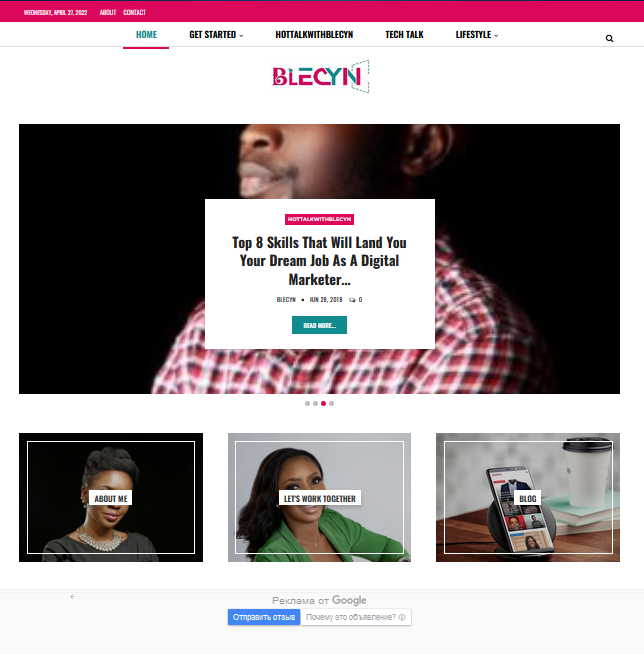 WEDNESDAY, APRIL 27, 2022 ABOUT CONTACT
HOME GET STARTED HOTTALKWITHBLECYN TECH TALK LIFESTYLE
BLECYN
HOTTALKWITHBLECYN
Top 8 Skills That Will Land You
Your Dream Job As A Digital
Marketer...
BLECYN JUN 28, 2018 0
READ MORE...
ABOUT ME
LET'S WORK TOGETHER
BLOG
← Реклама от Google
Отправить отзыв Почему это объявление?